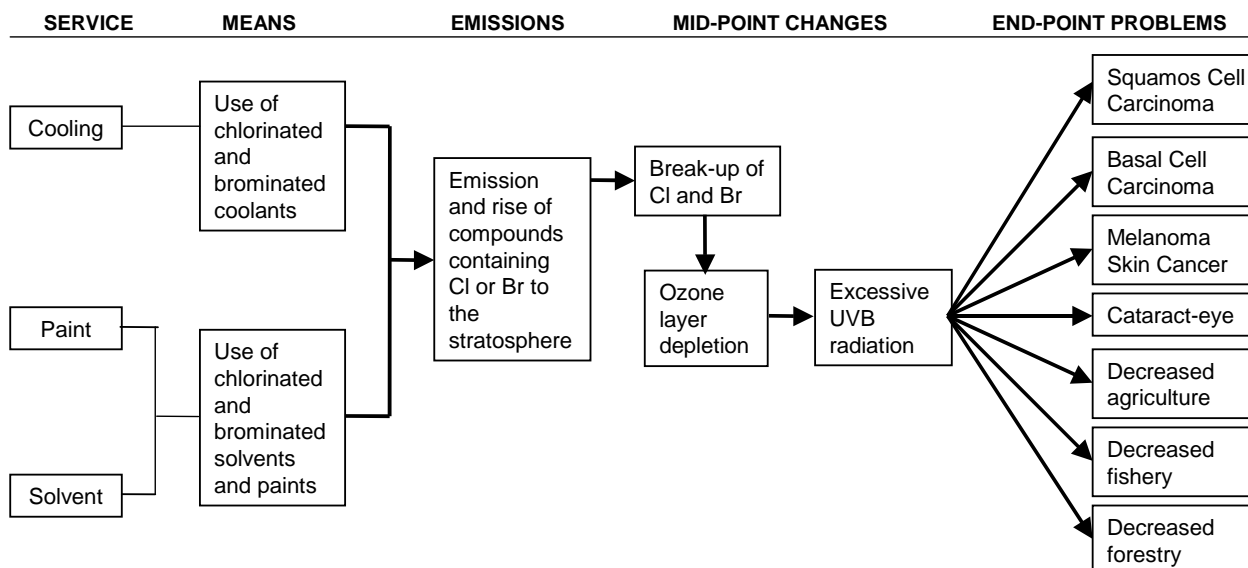 SERVICE MEANS EMISSIONS MID-POINT CHANGES END-POINT PROBLEMS
Cooling
Paint
Solvent
Use of
chlorinated
and
brominated
coolants
Use of
chlorinated
and
brominated
solvents
and paints
Emission
and rise of
compounds
containing
Cl or Br to
the
stratosphere
Break-up of
Cl and Br
Ozone
layer
depletion
Excessive
UVB
radiation
Squamos Cell
Carcinoma
Basal Cell
Carcinoma
Melanoma
Skin Cancer
Cataract-eye
Decreased
agriculture
Decreased
fishery
Decreased
forestry